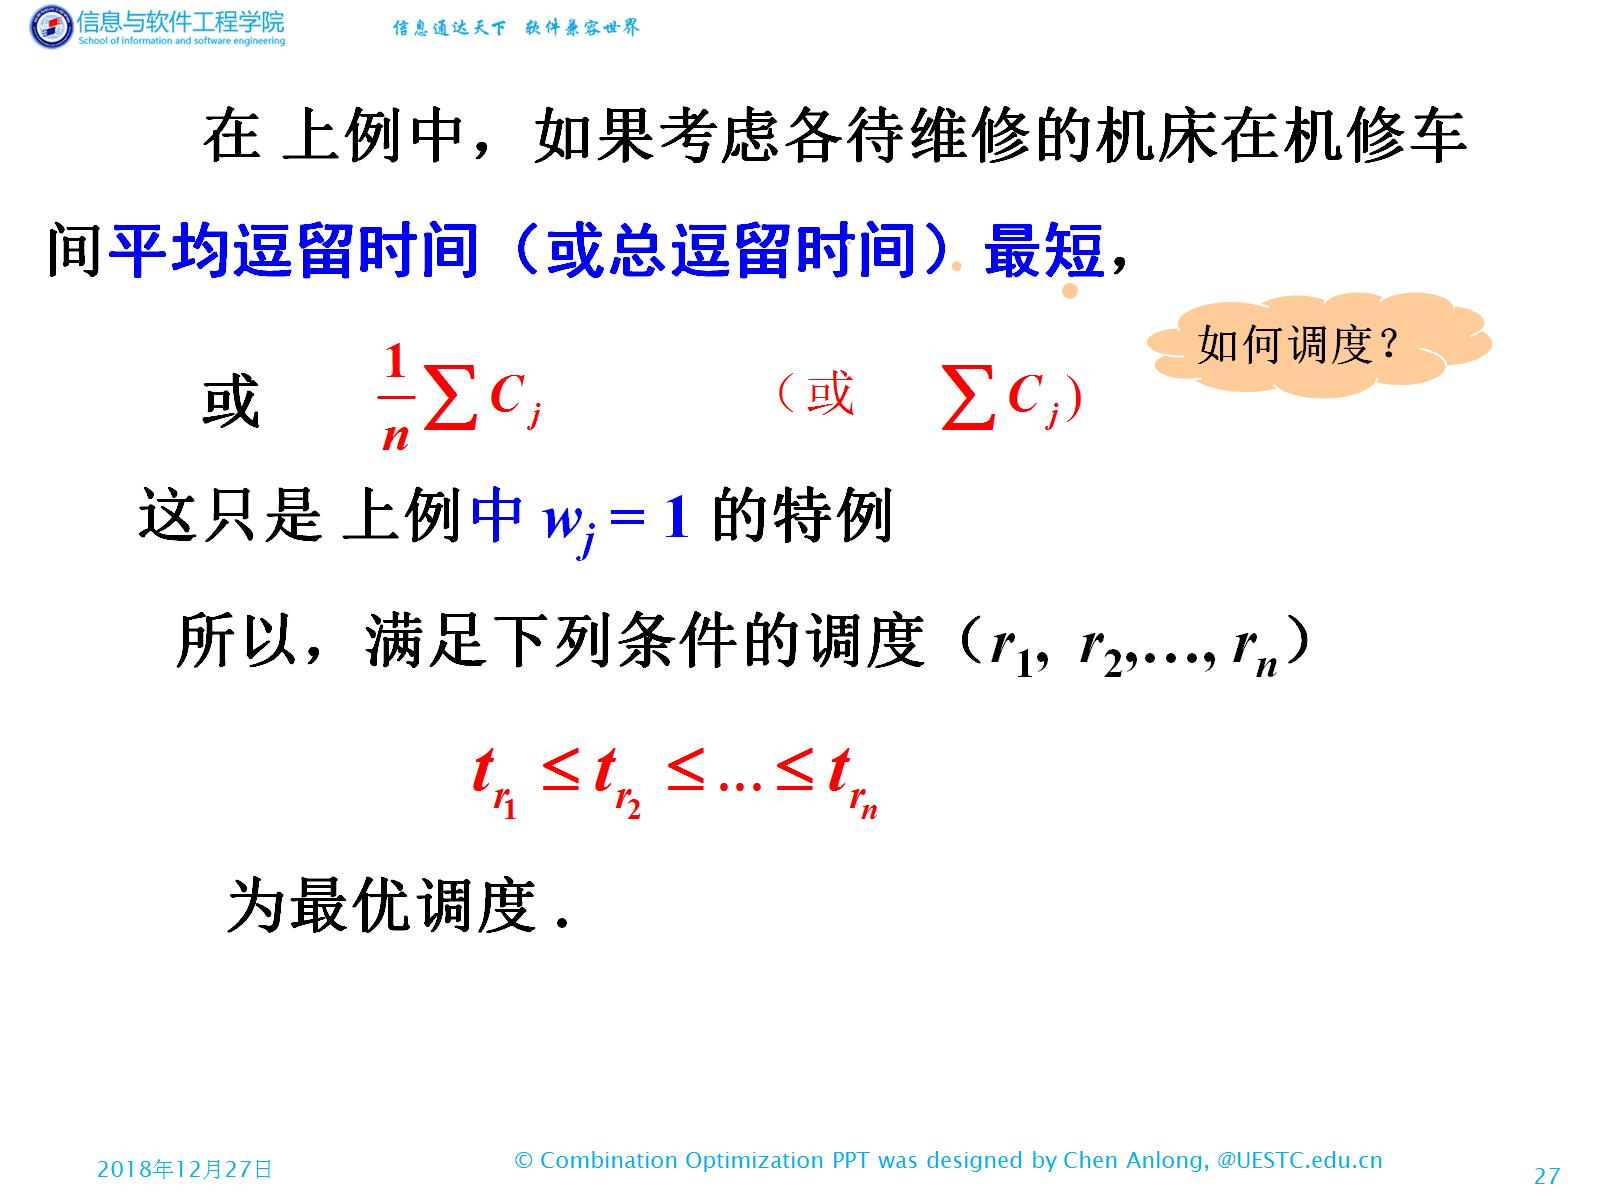 信息与软件工程学院
School of information and software engineering
信息通达天下 软件兼容世界
在 上例中，如果考虑各待维修的机床在机修车
间平均逗留时间（或总逗留时间）最短，
如何调度？
或 1/n ∑ C_j （或 ∑ C_j)
这只是 上例中 w_j = 1 的特例
所以，满足下列条件的调度（r_1, r_2,…, r_n）
t_{r_1} ≤ t_{r_2} ≤ ... ≤ t_{r_n}
为最优调度 .
2018年12月27日
© Combination Optimization PPT was designed by Chen Anlong, @UESTC.edu.cn
27